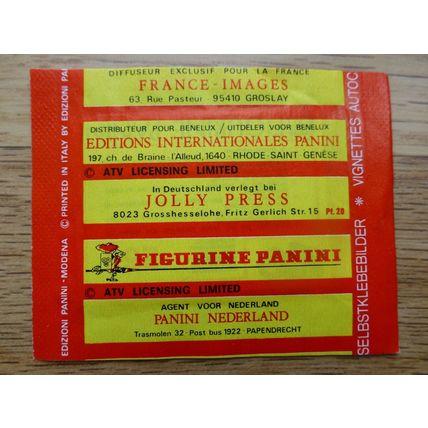 DIFFUSEUR EXCLUSIF POUR LA FRANCE
FRANCE-IMAGES
63, Rue Pasteur - 95410 GROSLAY
DISTRIBUTEUR POUR BENELUX / UITDELER VOOR BENELUX
EDITIONS INTERNATIONALES PANINI
197, ch de Braine-l'Alleud, 1640 - RHODE-SAINT-GENÈSE
© ATV LICENSING LIMITED
In Deutschland verlegt bei
JOLLY PRESS
8023 Grosshesselohe, Fritz Gerlich Str. 15 Pf. 20
FIGURINE PANINI
© ATV LICENSING LIMITED
AGENT VOOR NEDERLAND
PANINI NEDERLAND
Trasmolen 32 - Post bus 1922 - PAPENDRECHT
EDIZIONI PANINI - MODENA © PRINTED IN ITALY BY EDIZIONI PA
SELBSTKLEBEBILDER * VIGNETTES AUTOC